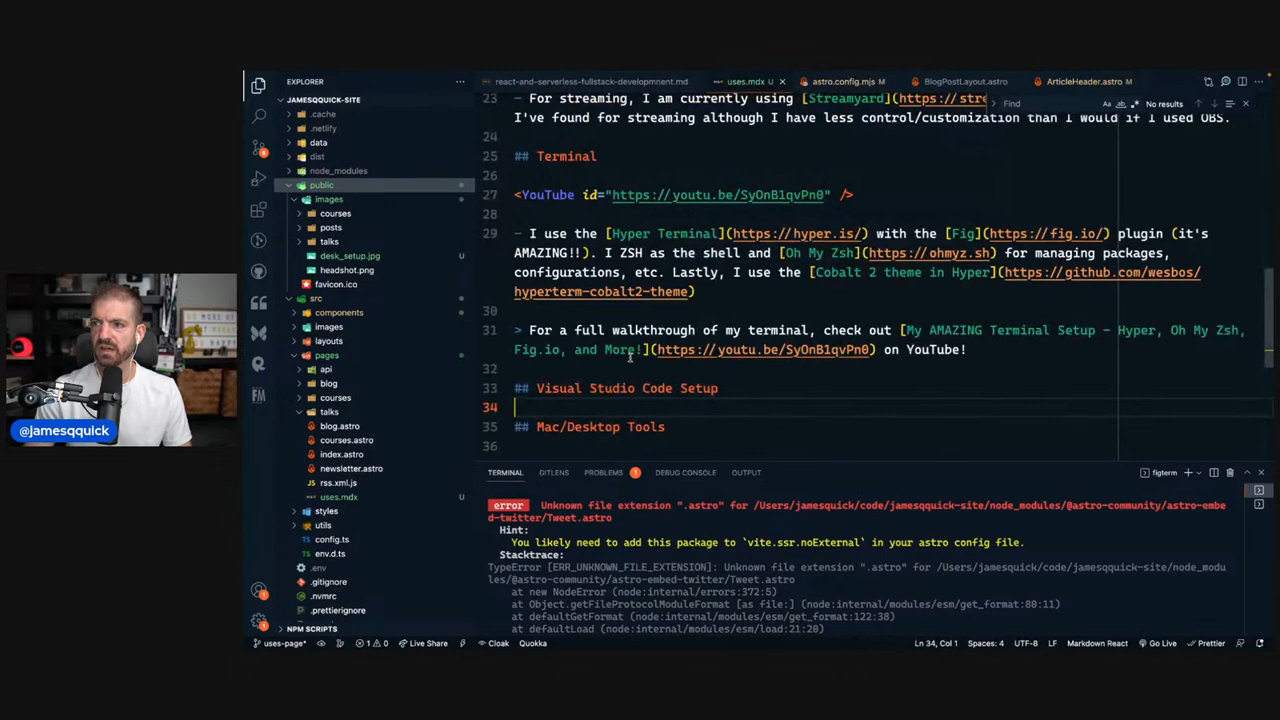 EXPLORER
JAMESQQUICK-SITE
.cache
.netlify
data
dist
node_modules
public
images
courses
posts
talks
desk_setup.jpg U
headshot.png
favicon.ico
src
components
images
layouts
pages
api
blog
courses
talks
blog.astro
courses.astro
index.astro
newsletter.astro
rss.xml.js
uses.mdx U
styles
utils
config.ts
env.d.ts
.env
.gitignore
.nvmrc
.prettierignore
NPM SCRIPTS
@jamesqquick
react-and-serverless-fullstack-developmnent.md
uses.mdx U
astro.config.mjs M
BlogPostLayout.astro
ArticleHeader.astro M
Find
Aa
No results
23 - For streaming, I am currently using [Streamyard](https://stre
I've found for streaming although I have less control/customization than I would if I used OBS.
24
25 ## Terminal
26
27 <YouTube id="https://youtu.be/SyOnB1qvPn0" />
28
29 - I use the [Hyper Terminal](https://hyper.is/) with the [Fig](https://fig.io/) plugin (it's
AMAZING!!). I ZSH as the shell and [Oh My Zsh](https://ohmyz.sh) for managing packages,
configurations, etc. Lastly, I use the [Cobalt 2 theme in Hyper](https://github.com/wesbos/
hyperterm-cobalt2-theme)
30
31 > For a full walkthrough of my terminal, check out [My AMAZING Terminal Setup - Hyper, Oh My Zsh,
Fig.io, and More!](https://youtu.be/SyOnB1qvPn0) on YouTube!
32
33 ## Visual Studio Code Setup
34
35 ## Mac/Desktop Tools
36
TERMINAL GITLENS PROBLEMS 1 DEBUG CONSOLE OUTPUT
figterm
error Unknown file extension ".astro" for /Users/jamesquick/code/jamesqquick-site/node_modules/@astro-community/astro-embe
d-twitter/Tweet.astro
Hint:
You likely need to add this package to `vite.ssr.noExternal` in your astro config file.
Stacktrace:
TypeError [ERR_UNKNOWN_FILE_EXTENSION]: Unknown file extension ".astro" for /Users/jamesquick/code/jamesqquick-site/node_modu
les/@astro-community/astro-embed-twitter/Tweet.astro
at new NodeError (node:internal/errors:372:5)
at Object.getFileProtocolModuleFormat [as file:] (node:internal/modules/esm/get_format:80:11)
at defaultGetFormat (node:internal/modules/esm/get_format:122:38)
at defaultLoad (node:internal/modules/esm/load:21:20)
uses-page* 1 0 Live Share Cloak Quokka Ln 34, Col 1 Spaces: 4 UTF-8 LF Markdown React Go Live Prettier